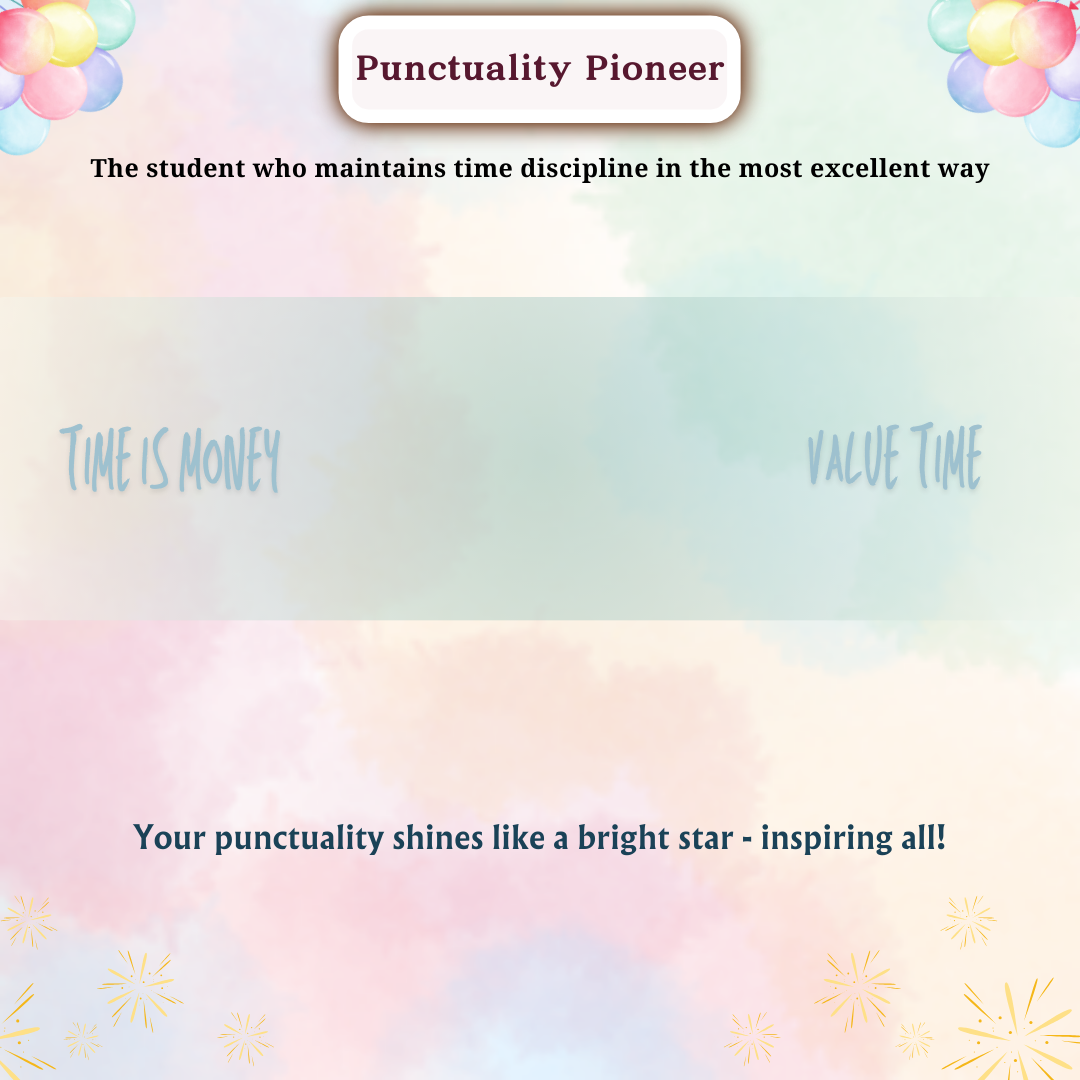 Punctuality Pioneer
The student who maintains time discipline in the most excellent way
TIME IS MONEY
VALUE TIME
Your punctuality shines like a bright star - inspiring all!